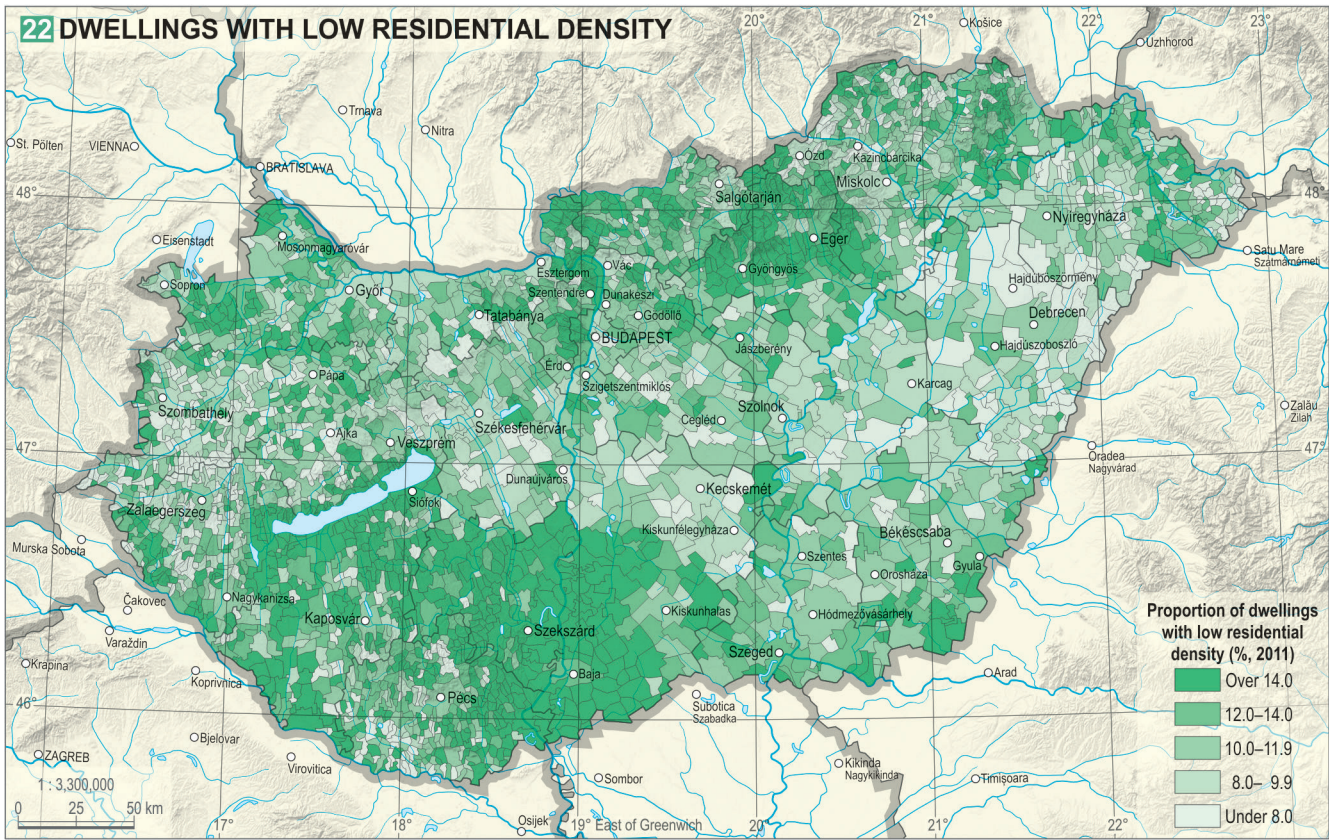 22 DWELLINGS WITH LOW RESIDENTIAL DENSITY
20°
21°
22°
23°
Košice
Uzhhorod
Trnava
Nitra
St. Pölten
VIENNA
BRATISLAVA
Ózd
Kazincbarcika
Miskolc
Salgótarján
48°
48°
Nyíregyháza
Eisenstadt
Mosonmagyaróvár
Eger
Satu Mare
Szatmárnémeti
Sopron
Győr
Esztergom
Vác
Gyöngyös
Hajdúböszörmény
Szentendre
Dunakeszi
Tatabánya
Gödöllő
Debrecen
BUDAPEST
Jászberény
Hajdúszoboszló
Pápa
Érd
Szigetszentmiklós
Karcag
Szombathely
Székesfehérvár
Cegléd
Szolnok
Zalău
Zilah
Ajka
Veszprém
47°
47°
Oradea
Nagyvárad
Dunaújváros
Kecskemét
Zalaegerszeg
Siófok
Kiskunfélegyháza
Békéscsaba
Murska Sobota
Szentes
Gyula
Orosháza
Čakovec
Nagykanizsa
Kaposvár
Szekszárd
Kiskunhalas
Hódmezővásárhely
Varaždin
Szeged
Krapina
Koprivnica
Baja
Arad
Pécs
Subotica
Szabadka
46°
46°
Bjelovar
ZAGREB
Virovitica
Kikinda
Nagykikinda
Sombor
Timișoara
Proportion of dwellings
with low residential
density (%, 2011)
Over 14.0
12.0–14.0
10.0–11.9
8.0– 9.9
Under 8.0
1 : 3,300,000
0 25 50 km
17°
18°
Osijek
19° East of Greenwich
20°
21°
22°